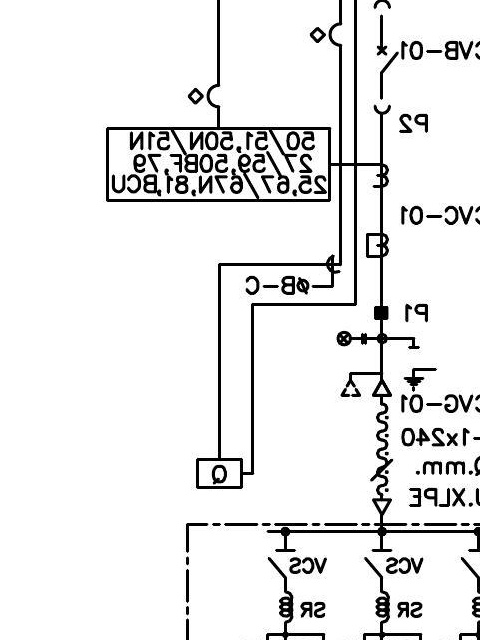 CVB-01
P2
50/51,50N/51N
27/59,50BF,79
25,67/67N,81,BCU
CVC-01
ØB-C
P1
CVG-01
-1x240
Q.mm.
Q
U.XLPE
VCS
VCS
SR
SR